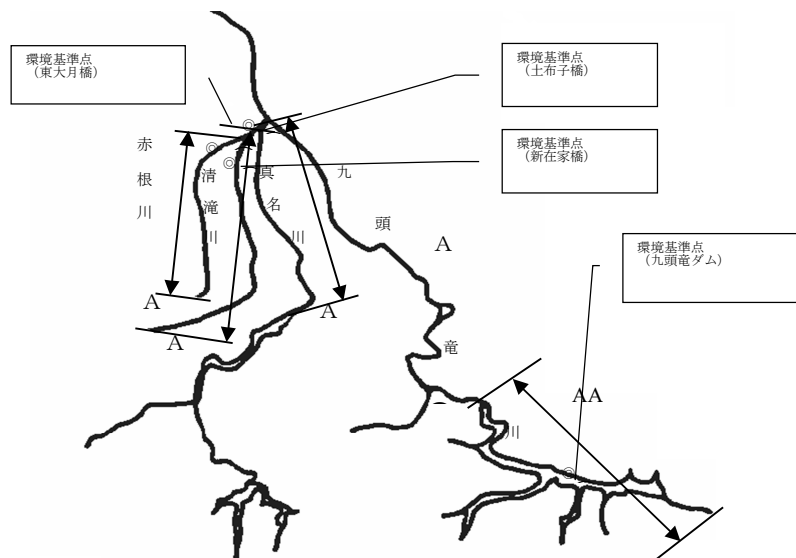 環境基準点
（東大月橋）
環境基準点
（土布子橋）
環境基準点
（新在家橋）
環境基準点
（九頭竜ダム）
赤根川
清滝川
真名川
九頭竜川
A
A
A
A
AA